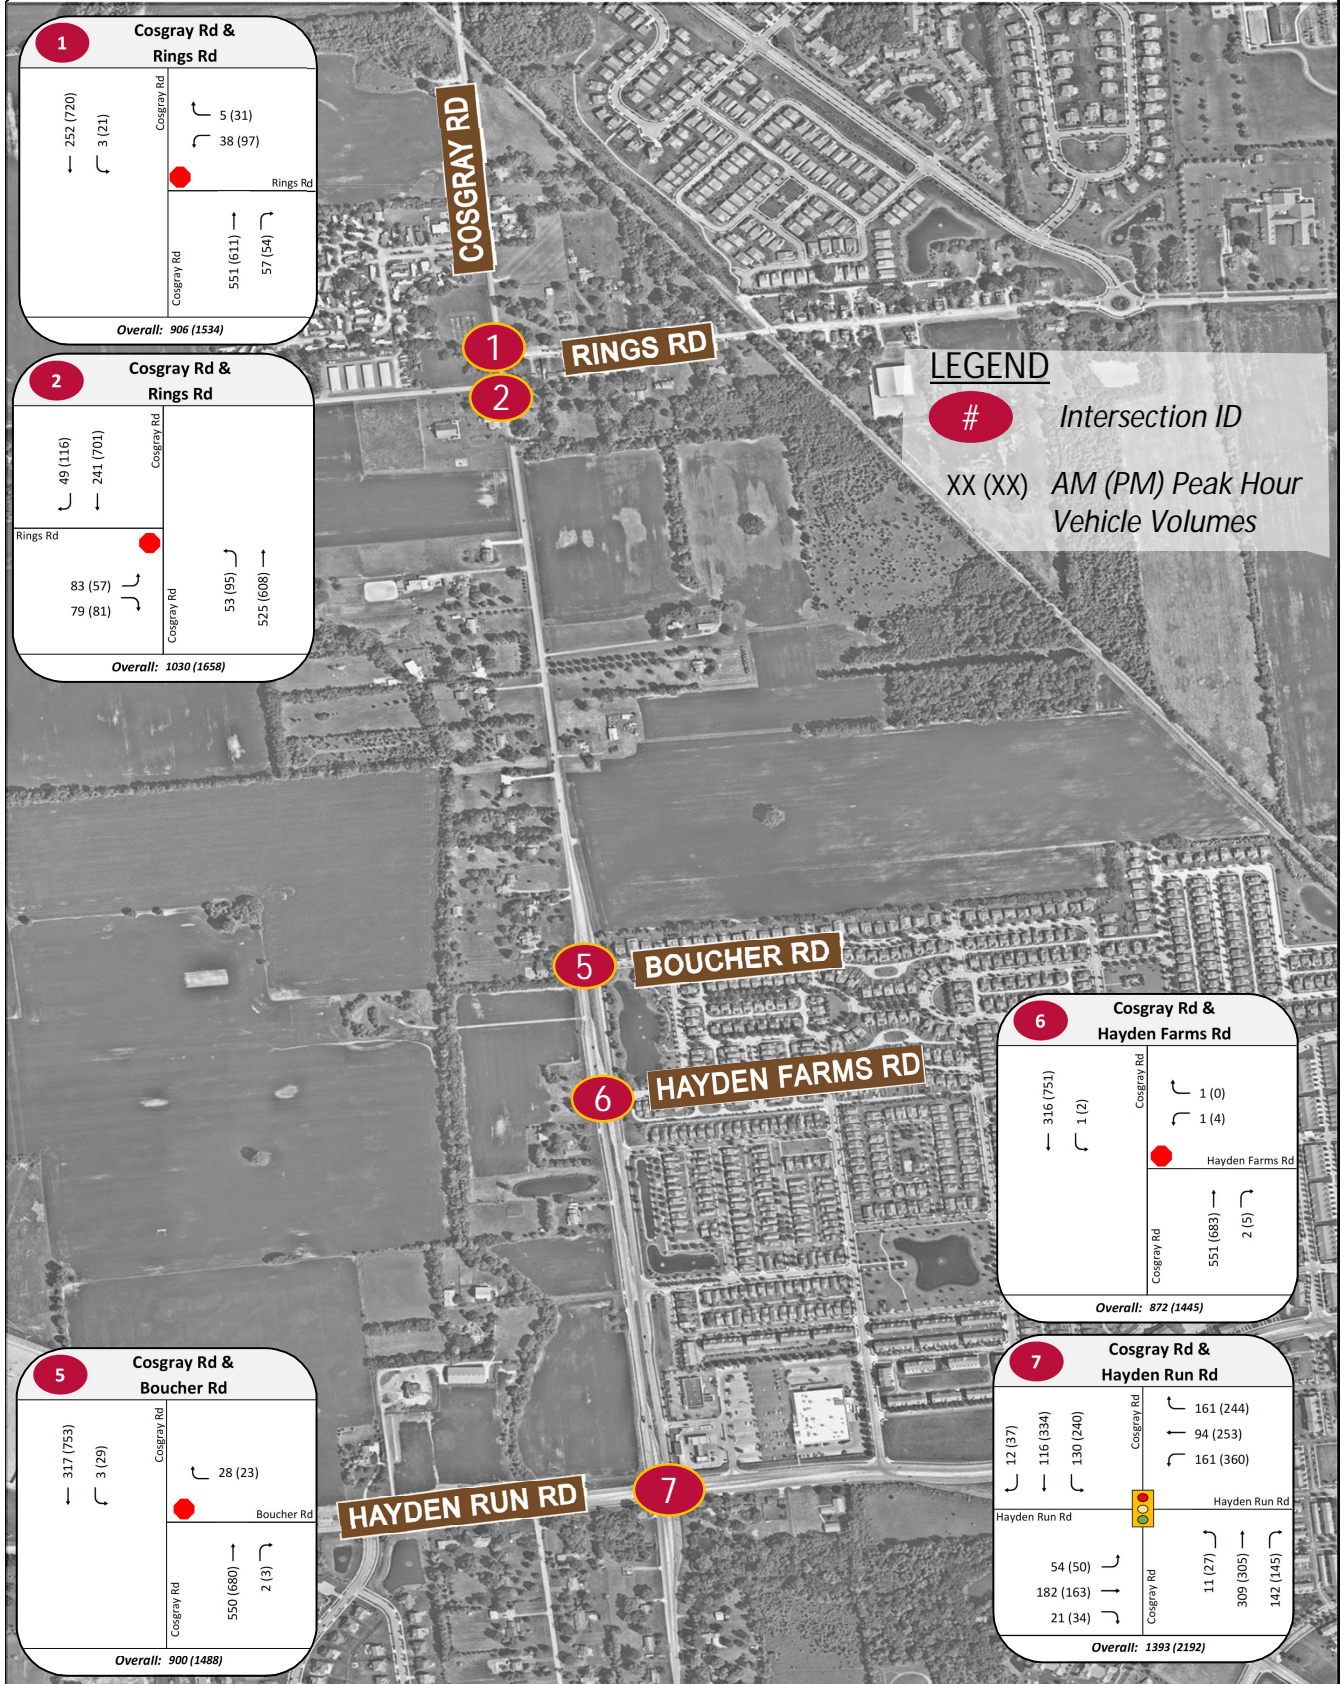 1
Cosgray Rd &
Rings Rd
252 (720)
3 (21)
Cosgray Rd
5 (31)
38 (97)
Rings Rd
Cosgray Rd
551 (611)
57 (54)
Overall: 906 (1534)
COSGRAY RD
1
RINGS RD
2
LEGEND
# Intersection ID
XX (XX) AM (PM) Peak Hour
Vehicle Volumes
2
Cosgray Rd &
Rings Rd
49 (116)
241 (701)
Cosgray Rd
Rings Rd
83 (57)
79 (81)
Cosgray Rd
53 (95)
525 (608)
Overall: 1030 (1658)
5
BOUCHER RD
6
HAYDEN FARMS RD
6
Cosgray Rd &
Hayden Farms Rd
316 (751)
1 (2)
Cosgray Rd
1 (0)
1 (4)
Hayden Farms Rd
Cosgray Rd
551 (683)
2 (5)
Overall: 872 (1445)
5
Cosgray Rd &
Boucher Rd
317 (753)
3 (29)
Cosgray Rd
28 (23)
Boucher Rd
Cosgray Rd
550 (680)
2 (3)
Overall: 900 (1488)
HAYDEN RUN RD
7
7
Cosgray Rd &
Hayden Run Rd
12 (37)
116 (334)
130 (240)
Cosgray Rd
161 (244)
94 (253)
161 (360)
Hayden Run Rd
Hayden Run Rd
54 (50)
182 (163)
21 (34)
Cosgray Rd
11 (27)
309 (305)
142 (145)
Overall: 1393 (2192)